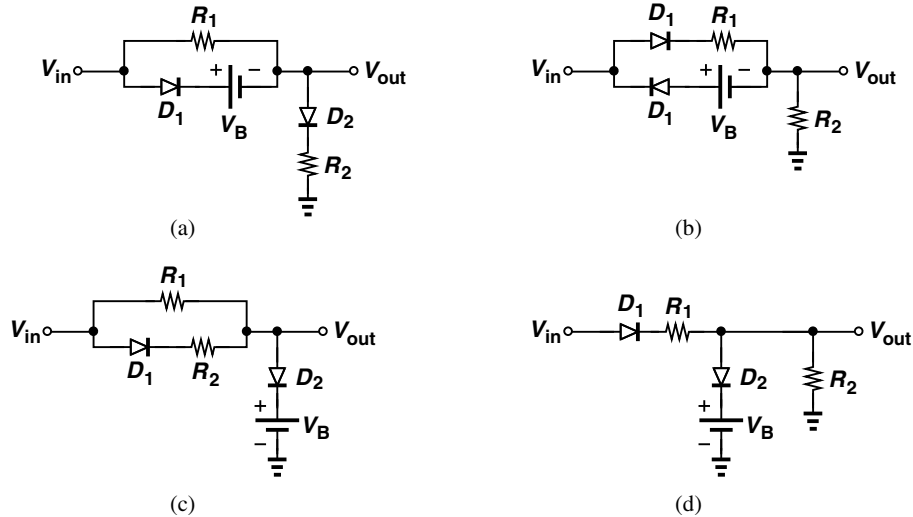 R1
Vin
+ −
D1
VB
Vout
D2
R2
(a)
D1 R1
Vin
+ −
D1
VB
Vout
R2
(b)
R1
Vin
D1 R2
Vout
D2
+
VB
−
(c)
D1 R1
Vin
Vout
D2
R2
+
VB
−
(d)